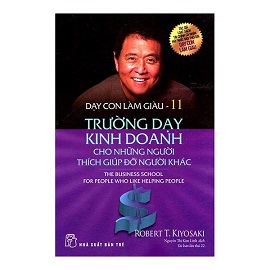 DẠY CON LÀM GIÀU - 11
TRƯỜNG DẠY
KINH DOANH
CHO NHỮNG NGƯỜI
THÍCH GIÚP ĐỠ NGƯỜI KHÁC
THE BUSINESS SCHOOL
FOR PEOPLE WHO LIKE HELPING PEOPLE
ROBERT T. KIYOSAKI
NHÀ XUẤT BẢN TRẺ